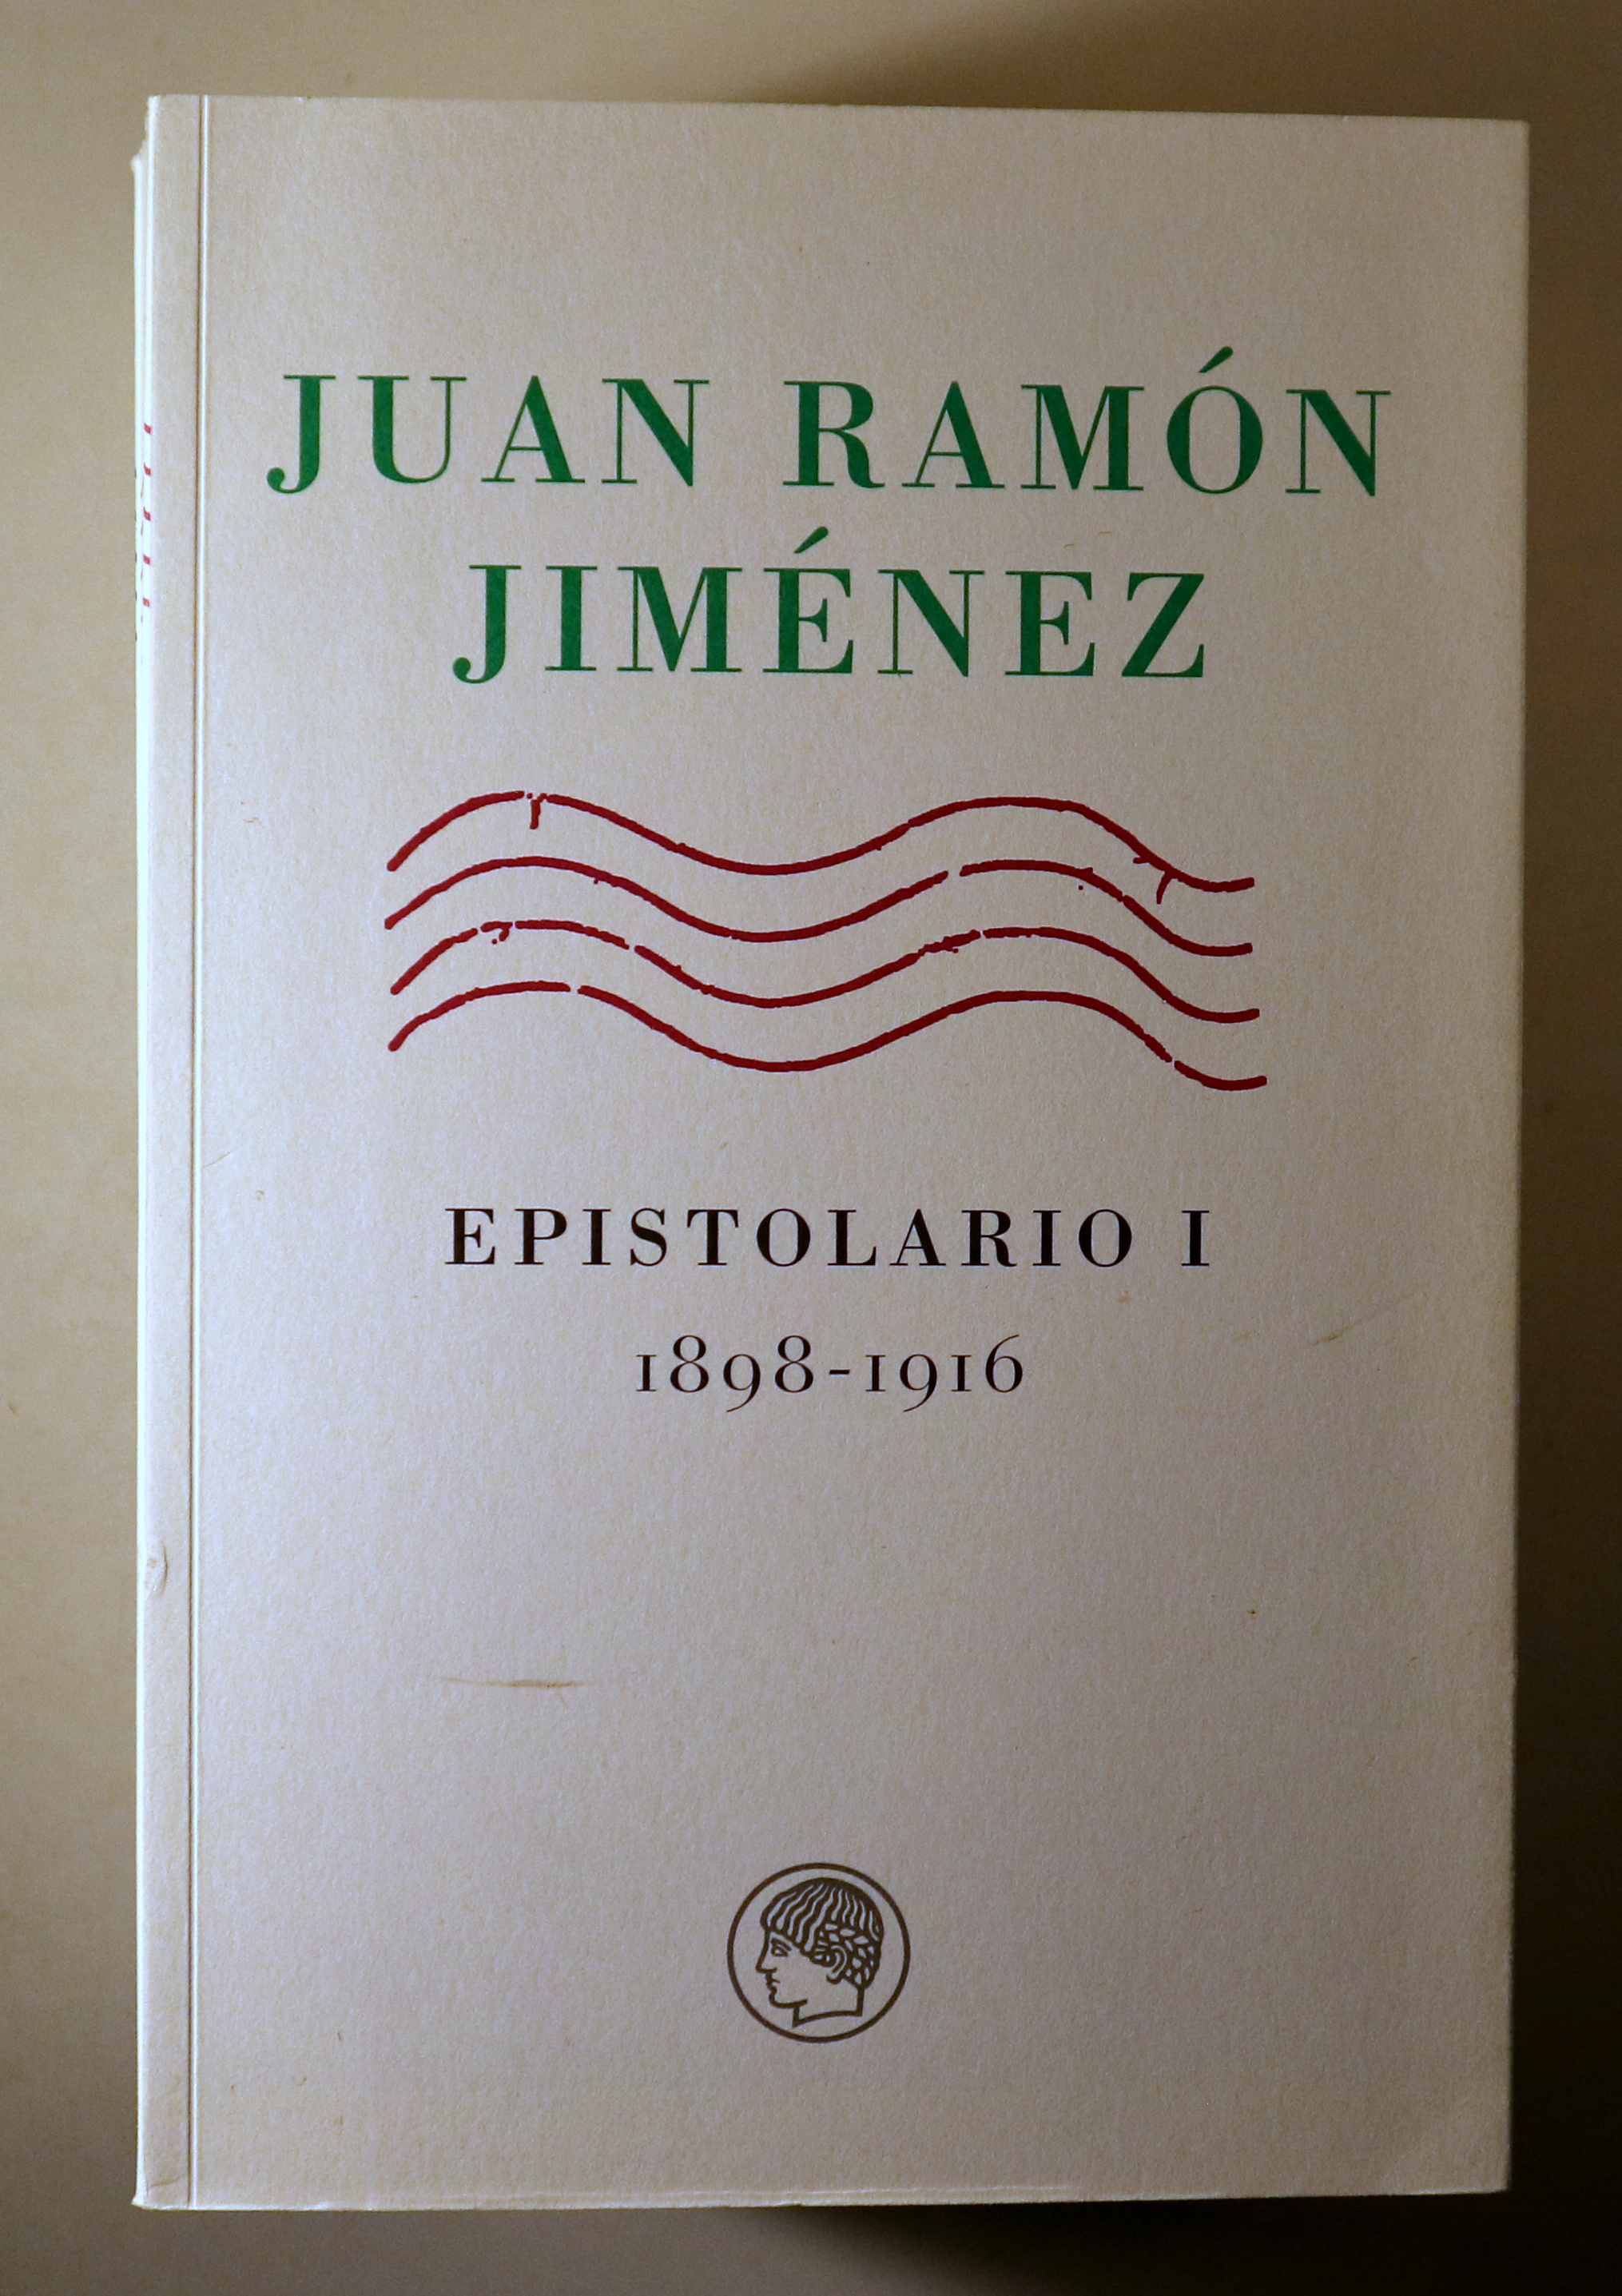 JUAN RAMÓN
JIMÉNEZ
EPISTOLARIO I
1898-1916